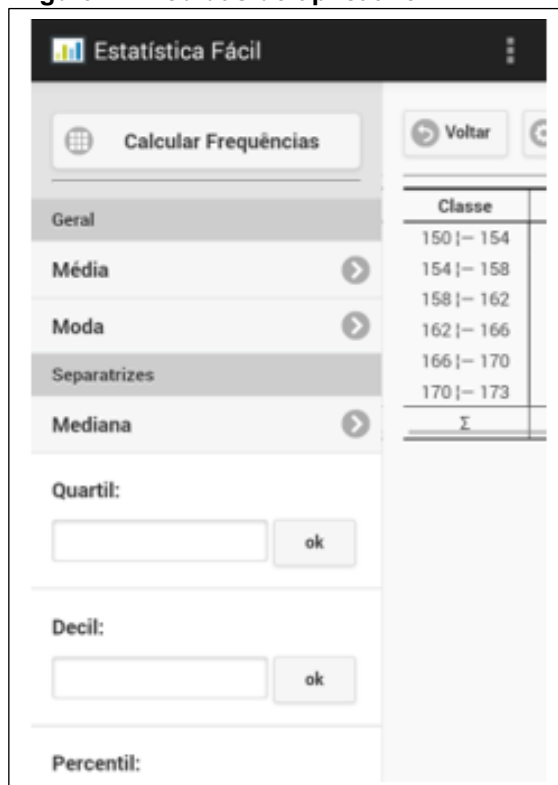 Estatística Fácil
Calcular Frequências
Geral
Média
Moda
Separatrizes
Mediana
Quartil:
ok
Decil:
ok
Percentil:
Voltar
Classe
150 ¦— 154
154 ¦— 158
158 ¦— 162
162 ¦— 166
166 ¦— 170
170 ¦— 173
Σ